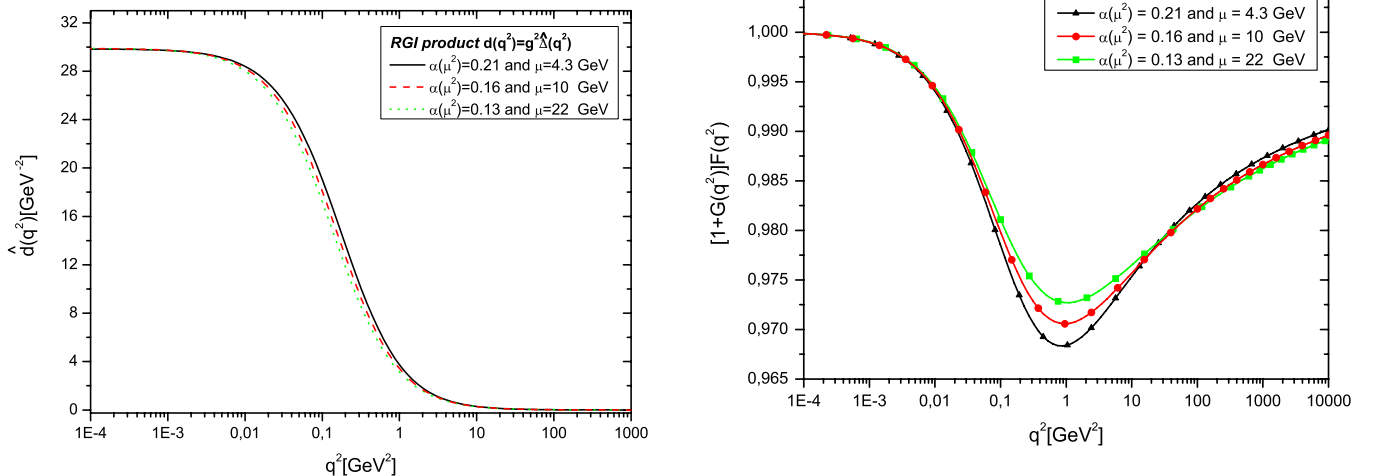 32
28
24
20
16
12
8
4
0
d̂(q²)[GeV⁻²]
RGI product d(q²)=g²Δ̂(q²)
α(μ²)=0.21 and μ=4.3 GeV
α(μ²)=0.16 and μ=10 GeV
α(μ²)=0.13 and μ=22 GeV
1E-4 1E-3 0,01 0,1 1 10 100 1000
q²[GeV²]
1,000
0,995
0,990
0,985
0,980
0,975
0,970
0,965
[1+G(q²)]F(q²)
α(μ²) = 0.21 and μ = 4.3 GeV
α(μ²) = 0.16 and μ = 10 GeV
α(μ²) = 0.13 and μ = 22 GeV
1E-4 1E-3 0,01 0,1 1 10 100 1000 10000
q²[GeV²]